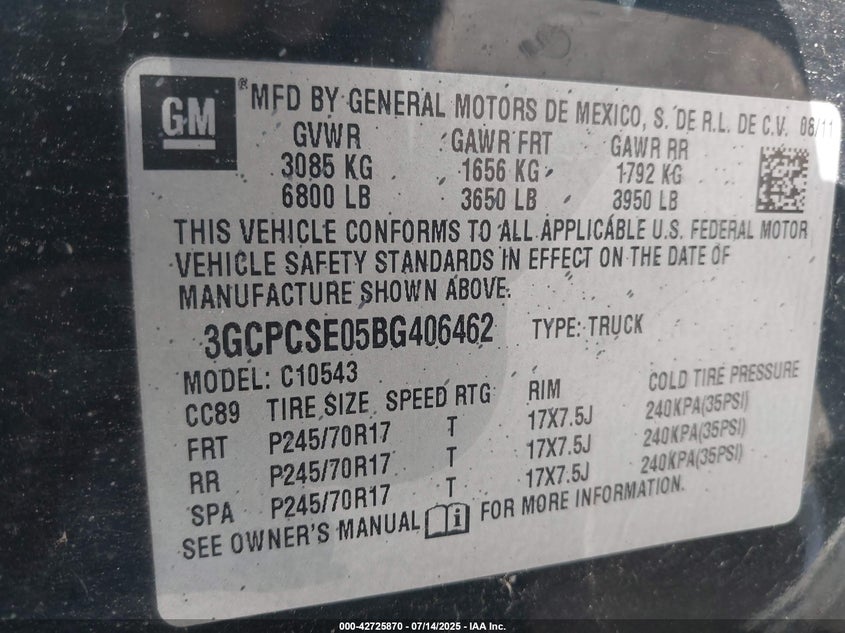 GM ® MFD BY GENERAL MOTORS DE MEXICO, S. DE R.L. DE C.V. 06/11
GVWR GAWR FRT GAWR RR
3085 KG 1656 KG 1792 KG
6800 LB 3650 LB 3950 LB
THIS VEHICLE CONFORMS TO ALL APPLICABLE U.S. FEDERAL MOTOR
VEHICLE SAFETY STANDARDS IN EFFECT ON THE DATE OF
MANUFACTURE SHOWN ABOVE.
3GCPCSE05BG406462 TYPE: TRUCK
MODEL: C10543
CC89 TIRE SIZE SPEED RTG RIM COLD TIRE PRESSURE
FRT P245/70R17 T 17X7.5J 240KPA(35PSI)
RR P245/70R17 T 17X7.5J 240KPA(35PSI)
SPA P245/70R17 T 17X7.5J 240KPA(35PSI)
SEE OWNER'S MANUAL FOR MORE INFORMATION.
000-42725870 / 07/14/2025 - IAA Inc.